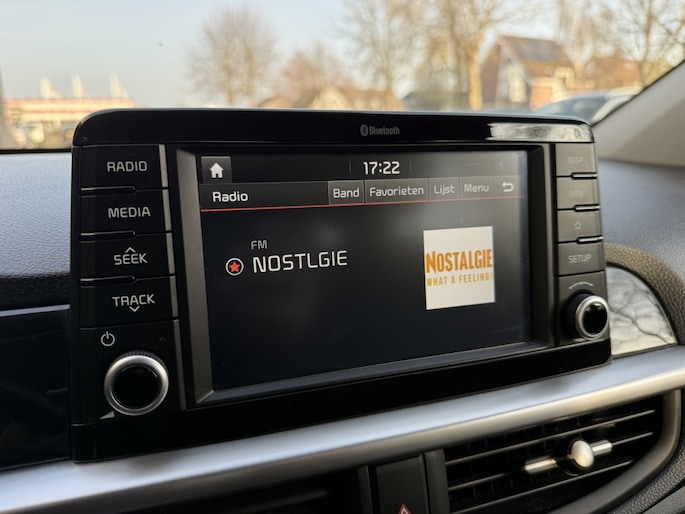 Bluetooth
RADIO
MEDIA
SEEK
TRACK
17:22
Radio
Band Favorieten Lijst Menu
FM
NOSTLGIE
NOSTALGIE
WHAT A FEELING!
SETUP